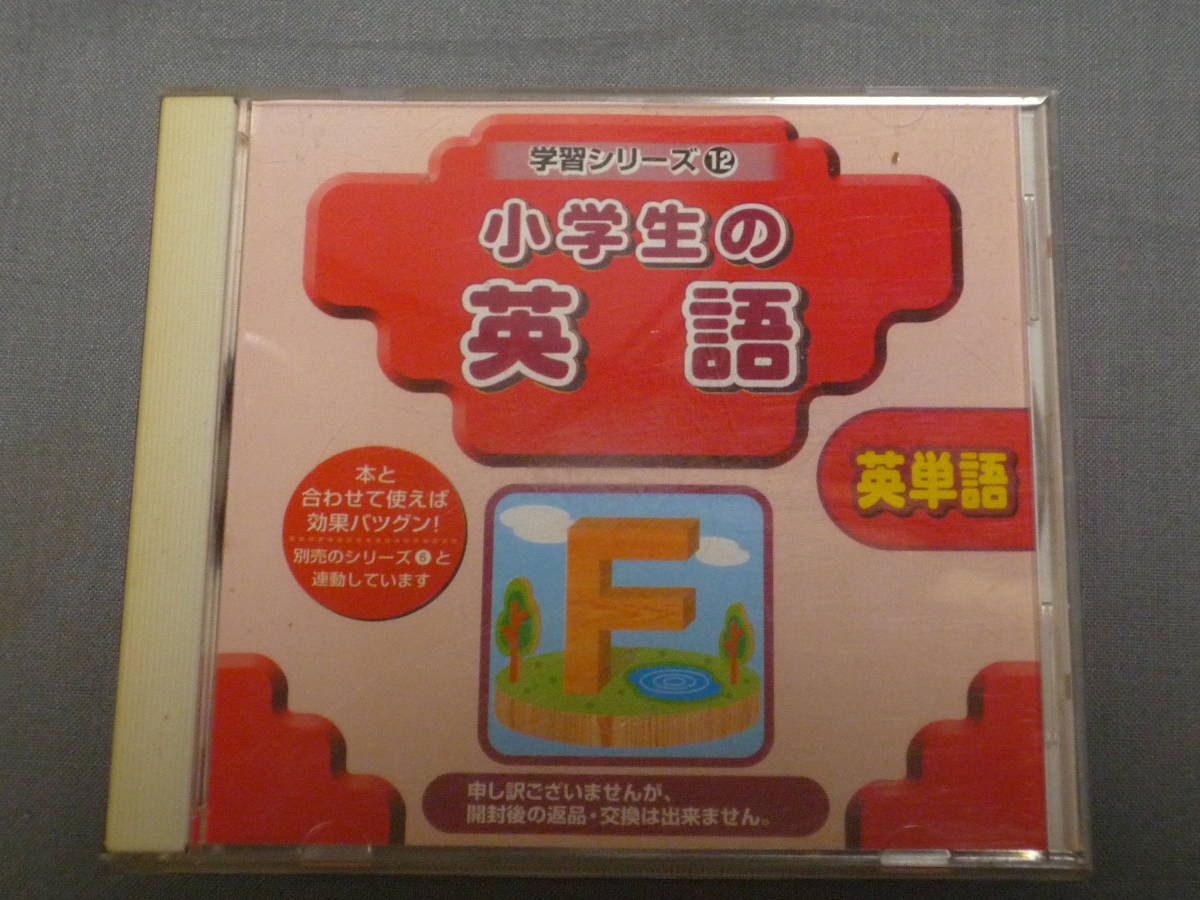 学習シリーズ⓬
小学生の
英語
英単語
本と
合わせて使えば
効果バツグン!
別売のシリーズ❻と
連動しています
F
申し訳ございませんが、
開封後の返品・交換は出来ません。